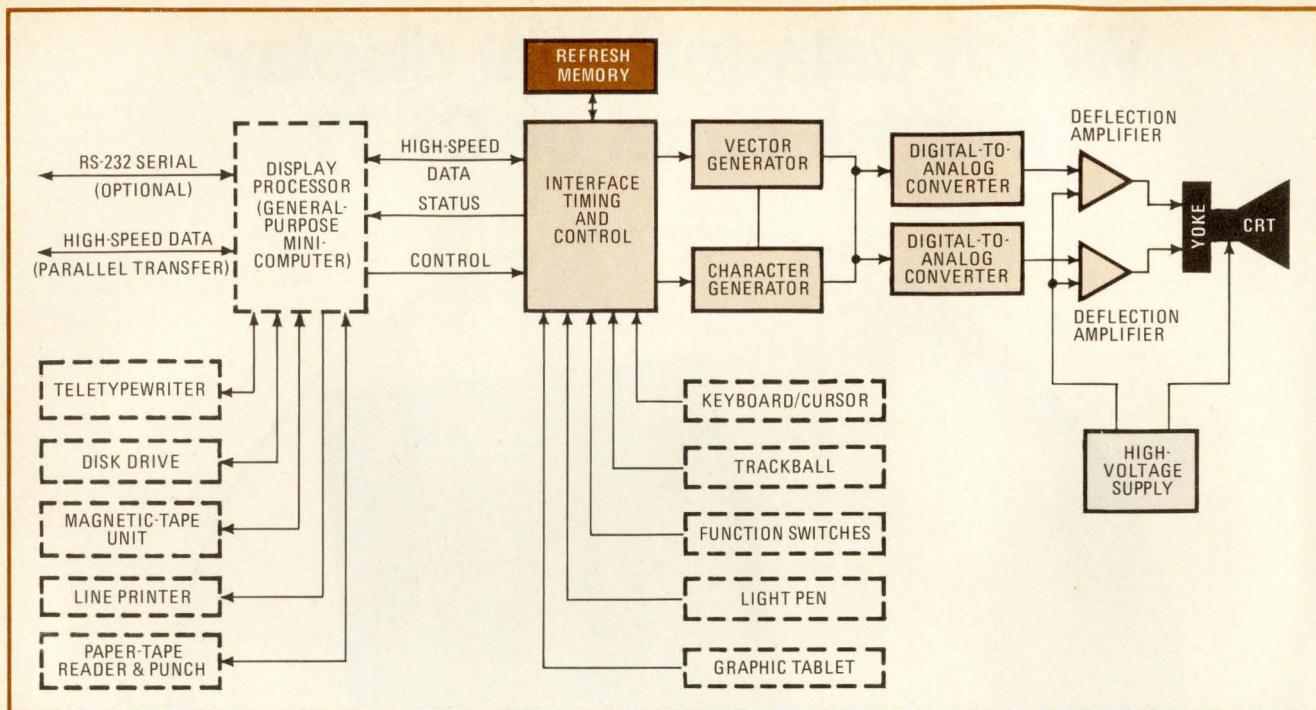 REFRESH
MEMORY
RS-232 SERIAL
(OPTIONAL)
HIGH-SPEED DATA
(PARALLEL TRANSFER)
DISPLAY
PROCESSOR
(GENERAL-
PURPOSE
MINI-
COMPUTER)
HIGH-SPEED
DATA
STATUS
CONTROL
INTERFACE
TIMING
AND
CONTROL
VECTOR
GENERATOR
CHARACTER
GENERATOR
DIGITAL-TO-
ANALOG
CONVERTER
DIGITAL-TO-
ANALOG
CONVERTER
DEFLECTION
AMPLIFIER
DEFLECTION
AMPLIFIER
YOKE
CRT
HIGH-
VOLTAGE
SUPPLY
TELETYPEWRITER
DISK DRIVE
MAGNETIC-TAPE
UNIT
LINE PRINTER
PAPER-TAPE
READER & PUNCH
KEYBOARD/CURSOR
TRACKBALL
FUNCTION SWITCHES
LIGHT PEN
GRAPHIC TABLET